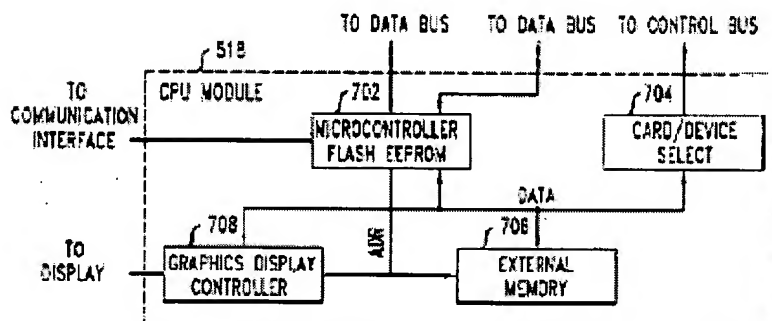 TO DATA BUS TO DATA BUS TO CONTROL BUS
518
TO
COMMUNICATION
INTERFACE
CPU MODULE
702
MICROCONTROLLER
FLASH EEPROM
704
CARD/DEVICE
SELECT
DATA
ADR
TO
DISPLAY
708
GRAPHICS DISPLAY
CONTROLLER
706
EXTERNAL
MEMORY